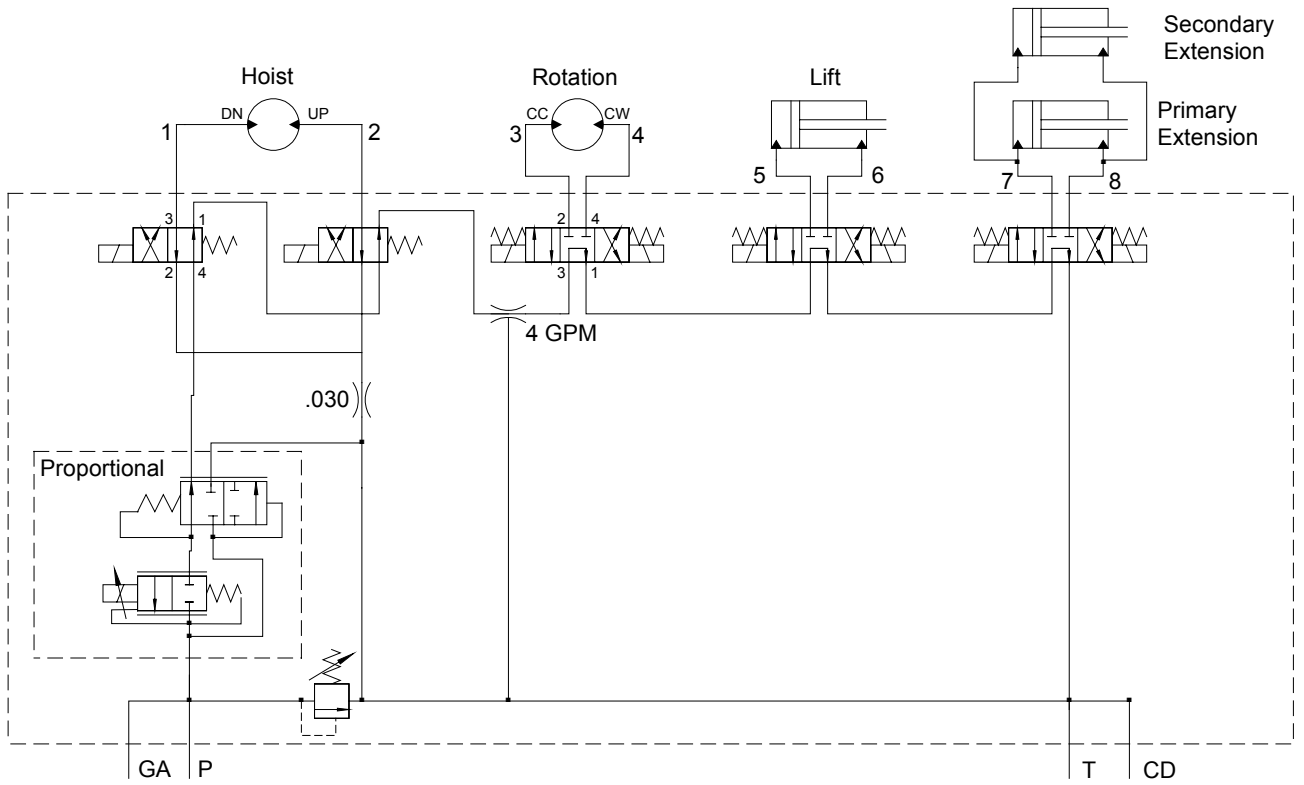 Secondary
Extension
Hoist
Rotation
Lift
Primary
Extension
DN
UP
CC
CW
1
2
3
4
5
6
7
8
3 1
2 4
2 4
3 1
4 GPM
.030
Proportional
GA
P
T
CD